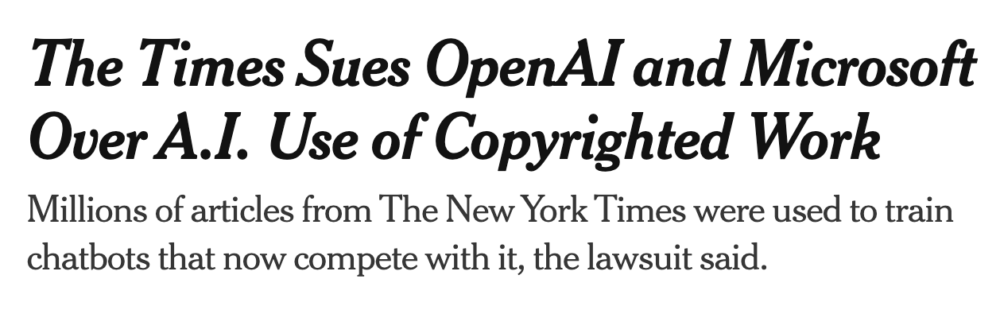 The Times Sues OpenAI and Microsoft
Over A.I. Use of Copyrighted Work
Millions of articles from The New York Times were used to train
chatbots that now compete with it, the lawsuit said.